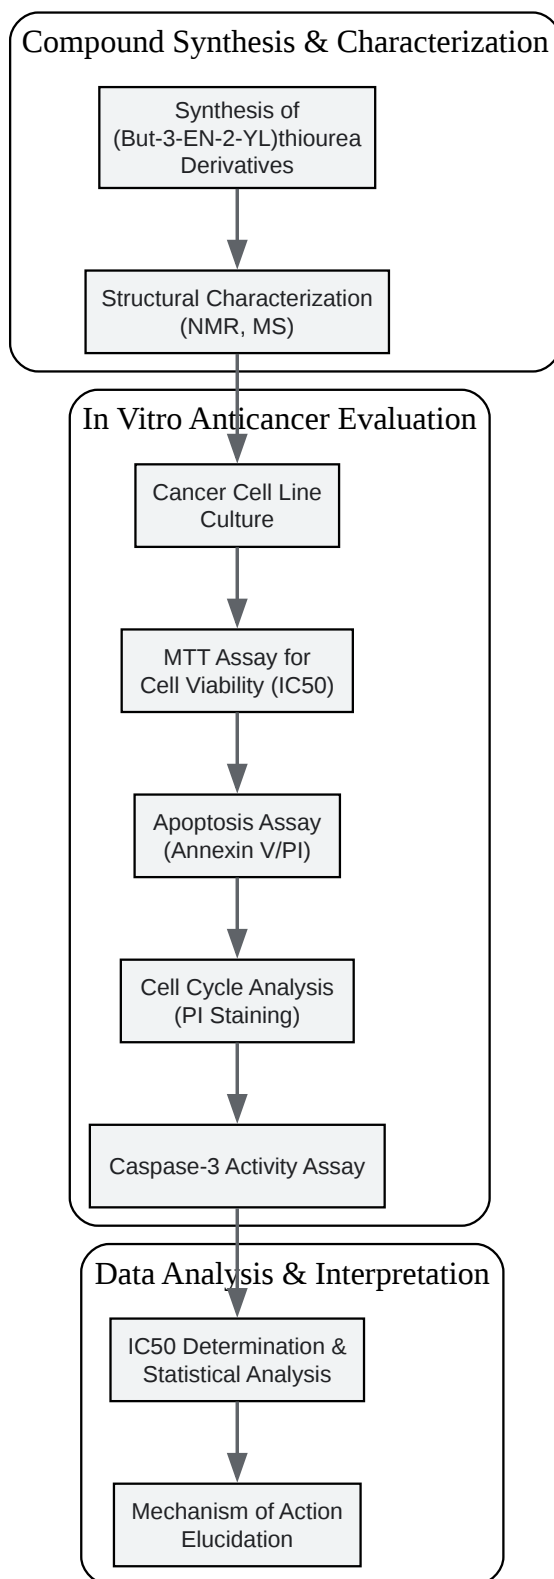 Compound Synthesis & Characterization
Synthesis of
(But-3-EN-2-YL)thiourea
Derivatives
Structural Characterization
(NMR, MS)
In Vitro Anticancer Evaluation
Cancer Cell Line
Culture
MTT Assay for
Cell Viability (IC50)
Apoptosis Assay
(Annexin V/PI)
Cell Cycle Analysis
(PI Staining)
Caspase-3 Activity Assay
Data Analysis & Interpretation
IC50 Determination &
Statistical Analysis
Mechanism of Action
Elucidation